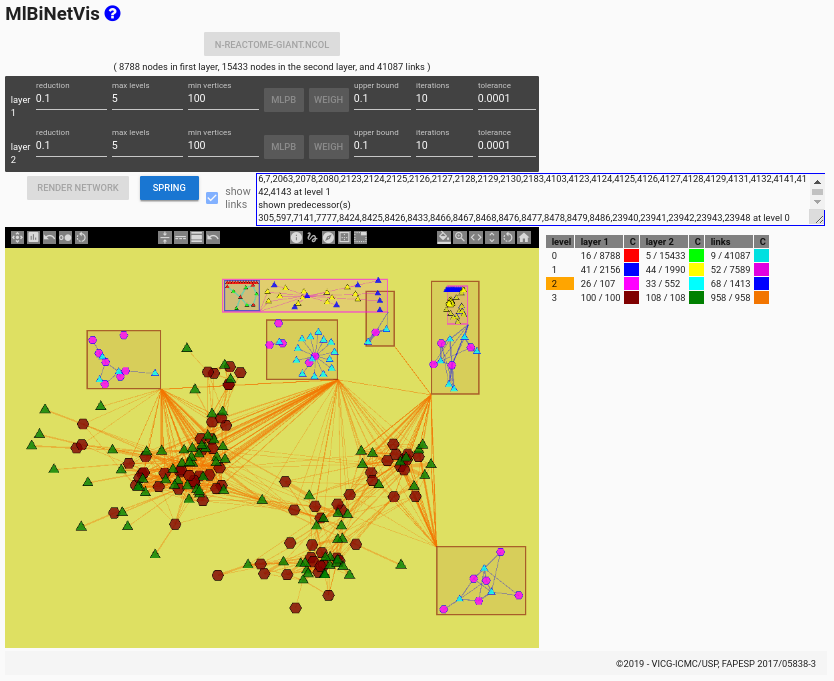 MlBiNetVis ?
N-REACTOME-GIANT.NCOL
( 8788 nodes in first layer, 15433 nodes in the second layer, and 41087 links )
reduction max levels min vertices upper bound iterations tolerance
layer 1 0.1 5 100 MLPB WEIGH 0.1 10 0.0001
reduction max levels min vertices upper bound iterations tolerance
layer 2 0.1 5 100 MLPB WEIGH 0.1 10 0.0001
RENDER NETWORK SPRING show links
6,7,2063,2078,2080,2123,2124,2125,2126,2127,2128,2129,2130,2183,4103,4123,4124,4125,4126,4127,4128,4129,4131,4132,4141,41
42,4143 at level 1
shown predecessor(s)
305,597,7141,7777,8424,8425,8426,8433,8466,8467,8468,8476,8477,8478,8479,8486,23940,23941,23942,23943,23948 at level 0
level layer 1 C layer 2 C links C
0 16 / 8788 5 / 15433 9 / 41087
1 41 / 2156 44 / 1990 52 / 7589
2 26 / 107 33 / 552 68 / 1413
3 100 / 100 108 / 108 958 / 958
©2019 - VICG-ICMC/USP, FAPESP 2017/05838-3